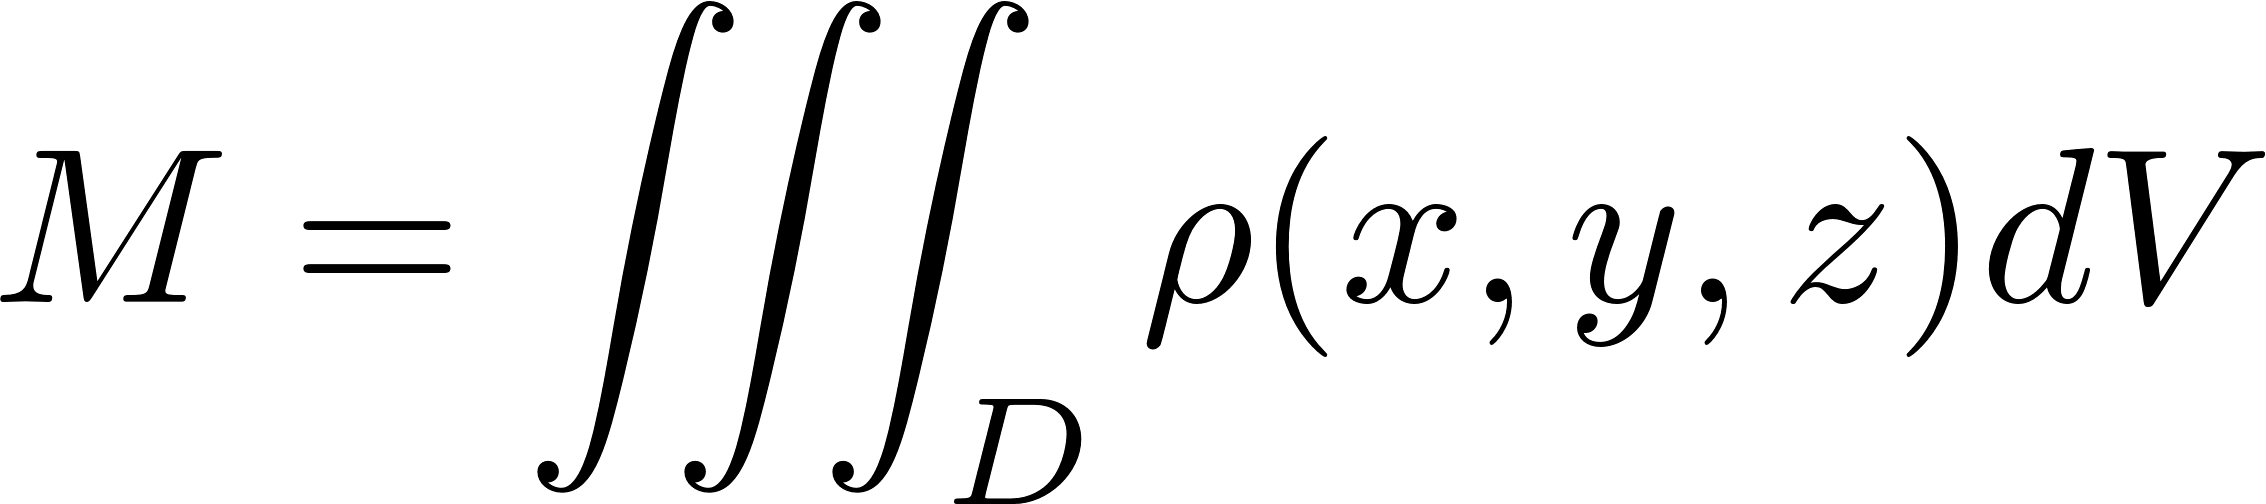 M = ∭_D ρ(x, y, z)dV